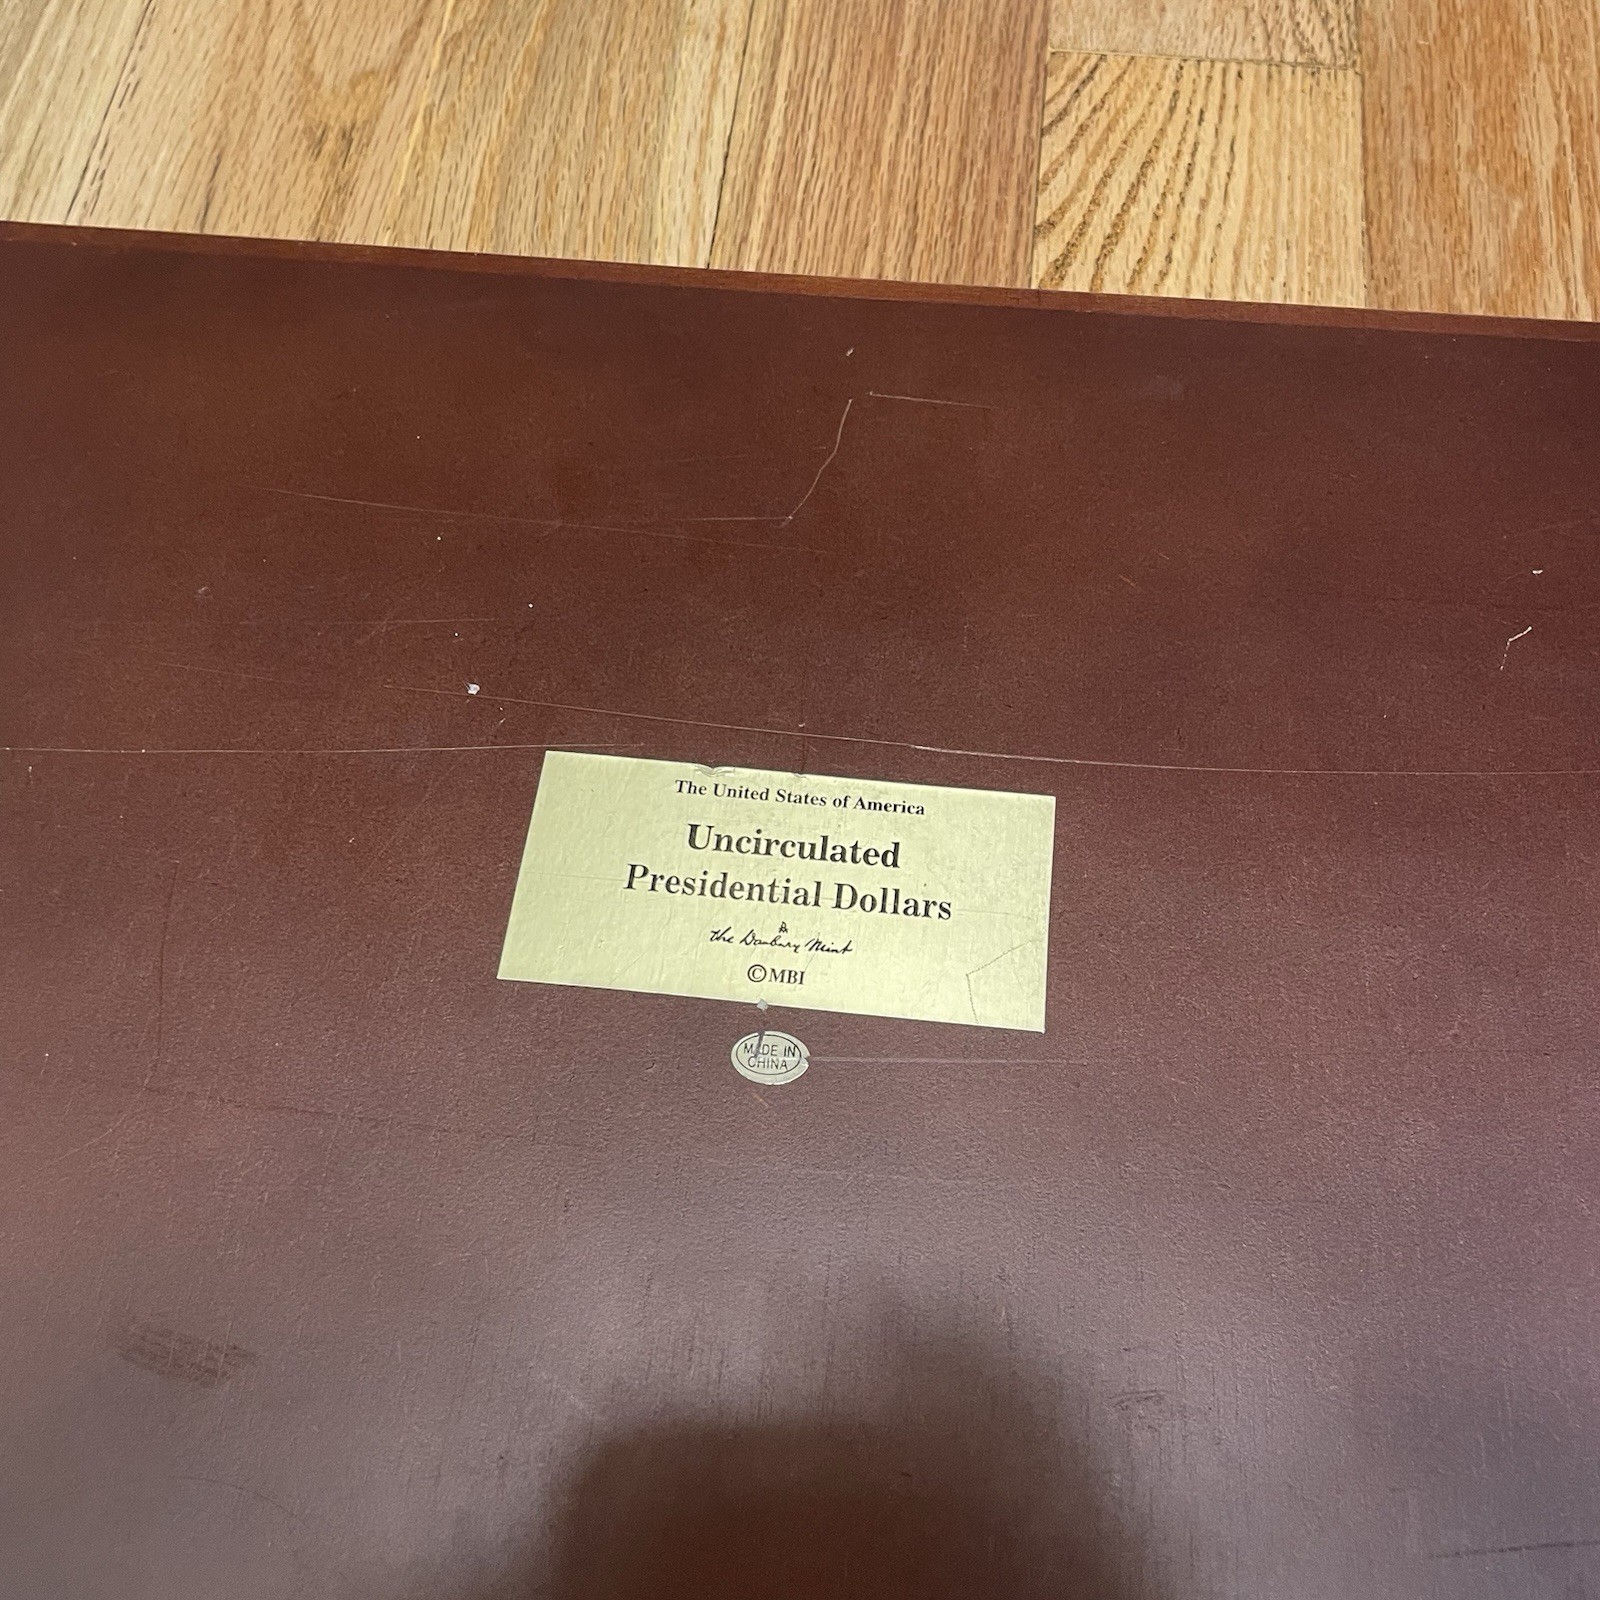 The United States of America
Uncirculated
Presidential Dollars
the Danbury Mint
©MBI
MADE IN
CHINA